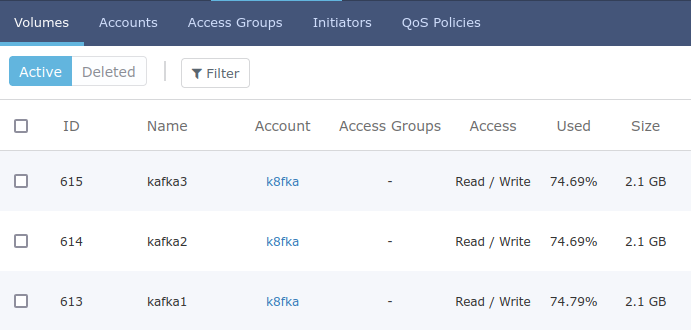 Volumes Accounts Access Groups Initiators QoS Policies
Active Deleted Filter
ID Name Account Access Groups Access Used Size
615 kafka3 k8fka - Read / Write 74.69% 2.1 GB
614 kafka2 k8fka - Read / Write 74.69% 2.1 GB
613 kafka1 k8fka - Read / Write 74.79% 2.1 GB